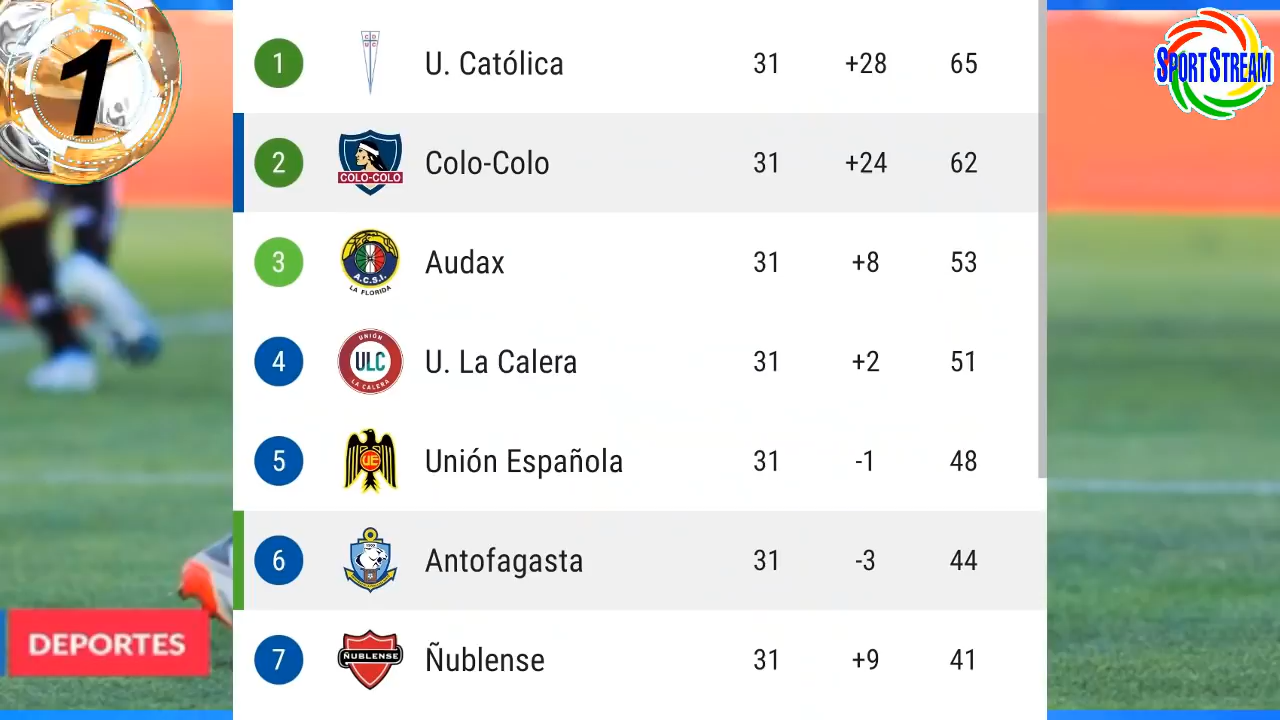 1
SPORT STREAM
1 U. Católica 31 +28 65
2 COLO-COLO Colo-Colo 31 +24 62
3 A.C.S.I. LA FLORIDA Audax 31 +8 53
4 UNIÓN ULC LA CALERA U. La Calera 31 +2 51
5 UE Unión Española 31 -1 48
6 Antofagasta 31 -3 44
DEPORTES
7 ÑUBLENSE Ñublense 31 +9 41